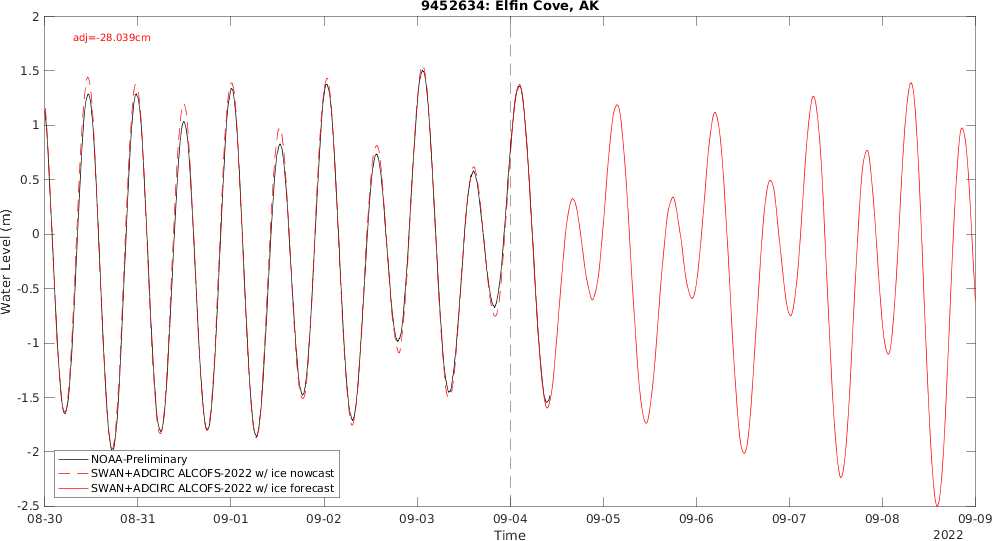 9452634: Elfin Cove, AK
adj=-28.039cm
2
1.5
1
0.5
0
-0.5
-1
-1.5
-2
-2.5
Water Level (m)
NOAA-Preliminary
SWAN+ADCIRC ALCOFS-2022 w/ ice nowcast
SWAN+ADCIRC ALCOFS-2022 w/ ice forecast
08-30 08-31 09-01 09-02 09-03 09-04 09-05 09-06 09-07 09-08 09-09
Time
2022